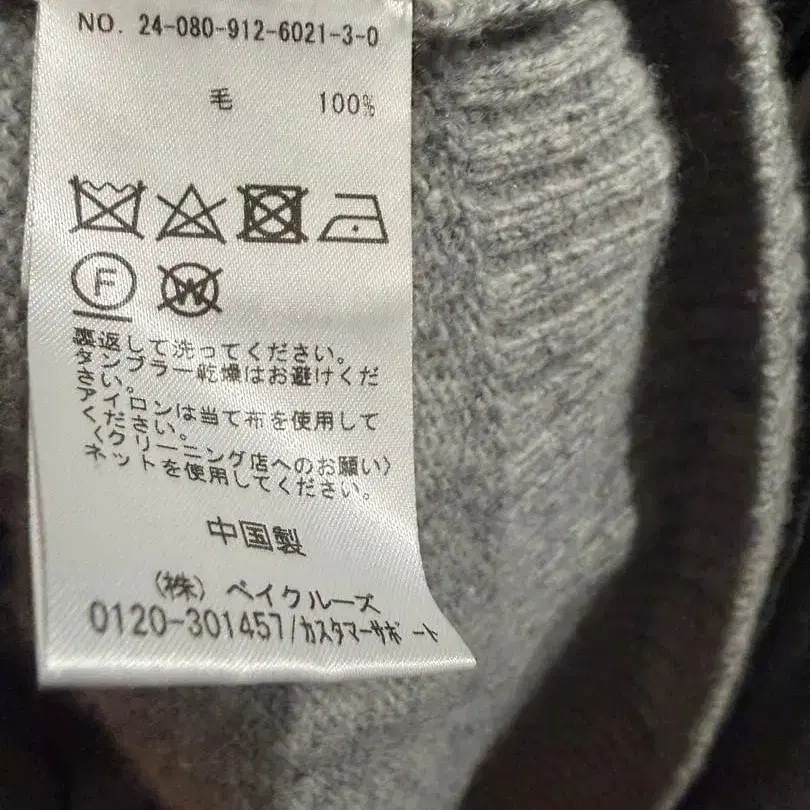 NO. 24-080-912-6021-3-0
毛 100%
F
W
裏返して洗ってください。
タンブラー乾燥はお避けくだ
さい。
アイロンは当て布を使用して
ください。
〈クリーニング店へのお願い〉
ネットを使用してください。
中国製
(株) ベイクルーズ
0120-301457/カスタマーサポート